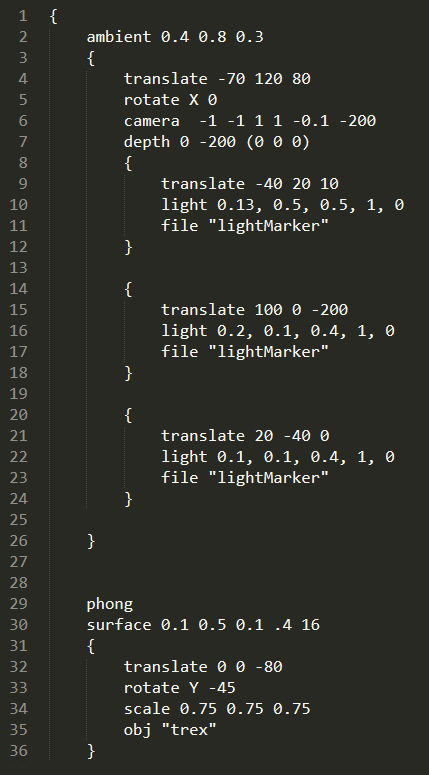 1 {
2     ambient 0.4 0.8 0.3
3     {
4         translate -70 120 80
5         rotate X 0
6         camera  -1 -1 1 1 -0.1 -200
7         depth 0 -200 (0 0 0)
8         {
9             translate -40 20 10
10             light 0.13, 0.5, 0.5, 1, 0
11             file "lightMarker"
12         }
13
14         {
15             translate 100 0 -200
16             light 0.2, 0.1, 0.4, 1, 0
17             file "lightMarker"
18         }
19
20         {
21             translate 20 -40 0
22             light 0.1, 0.1, 0.4, 1, 0
23             file "lightMarker"
24         }
25
26     }
27
28
29     phong
30     surface 0.1 0.5 0.1 .4 16
31     {
32         translate 0 0 -80
33         rotate Y -45
34         scale 0.75 0.75 0.75
35         obj "trex"
36     }